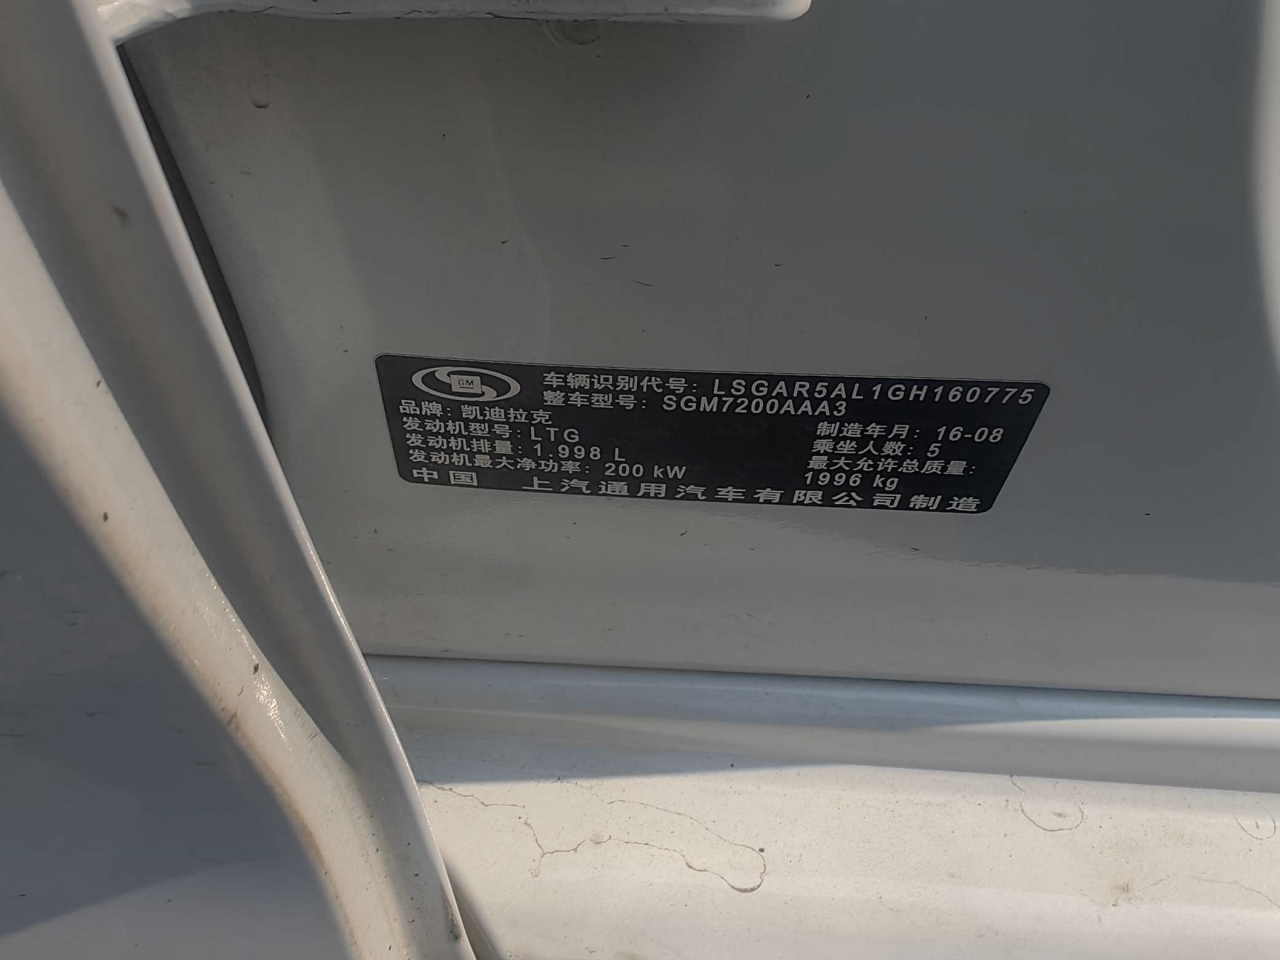 GM
车辆识别代号: LSGAR5AL1GH160775
整车型号: SGM7200AAA3
品牌: 凯迪拉克
制造年月: 16-08
发动机型号: LTG
乘坐人数: 5
发动机排量: 1.998 L
最大允许总质量:
发动机最大净功率: 200 kW
1996 kg
中国 上汽通用汽车有限公司制造